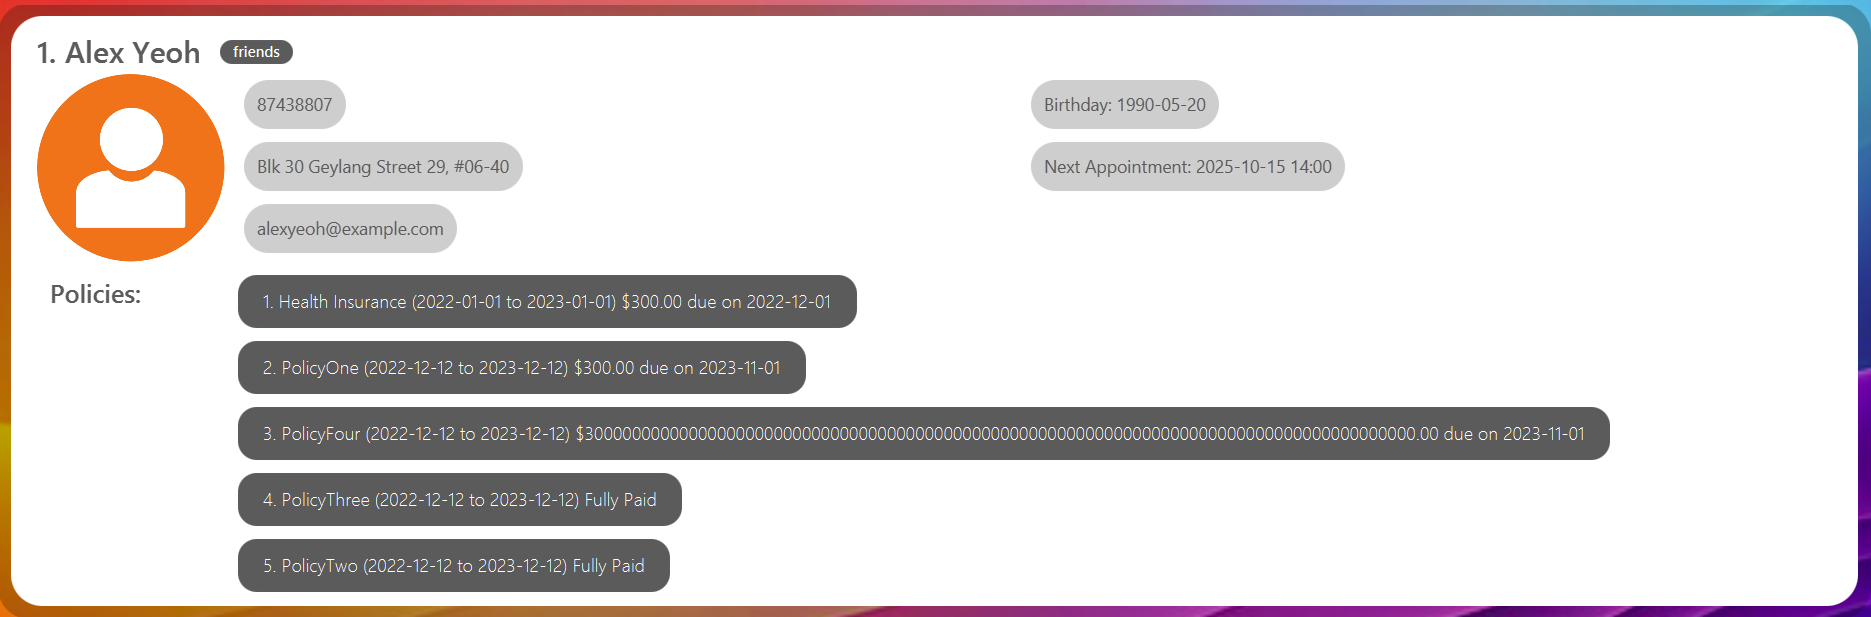 1. Alex Yeoh friends
87438807
Birthday: 1990-05-20
Blk 30 Geylang Street 29, #06-40
Next Appointment: 2025-10-15 14:00
alexyeoh@example.com
Policies:
1. Health Insurance (2022-01-01 to 2023-01-01) $300.00 due on 2022-12-01
2. PolicyOne (2022-12-12 to 2023-12-12) $300.00 due on 2023-11-01
3. PolicyFour (2022-12-12 to 2023-12-12) due on 2023-11-01
4. PolicyThree (2022-12-12 to 2023-12-12) Fully Paid
5. PolicyTwo (2022-12-12 to 2023-12-12) Fully Paid